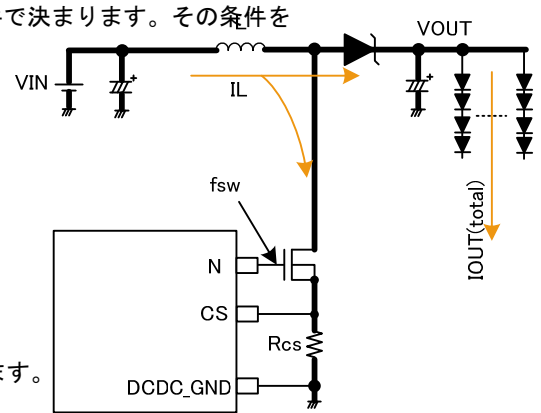 で決まります。その条件を
L
VOUT
VIN
IL
fsw
IOUT(total)
N
CS
Rcs
ます。
DCDC_GND